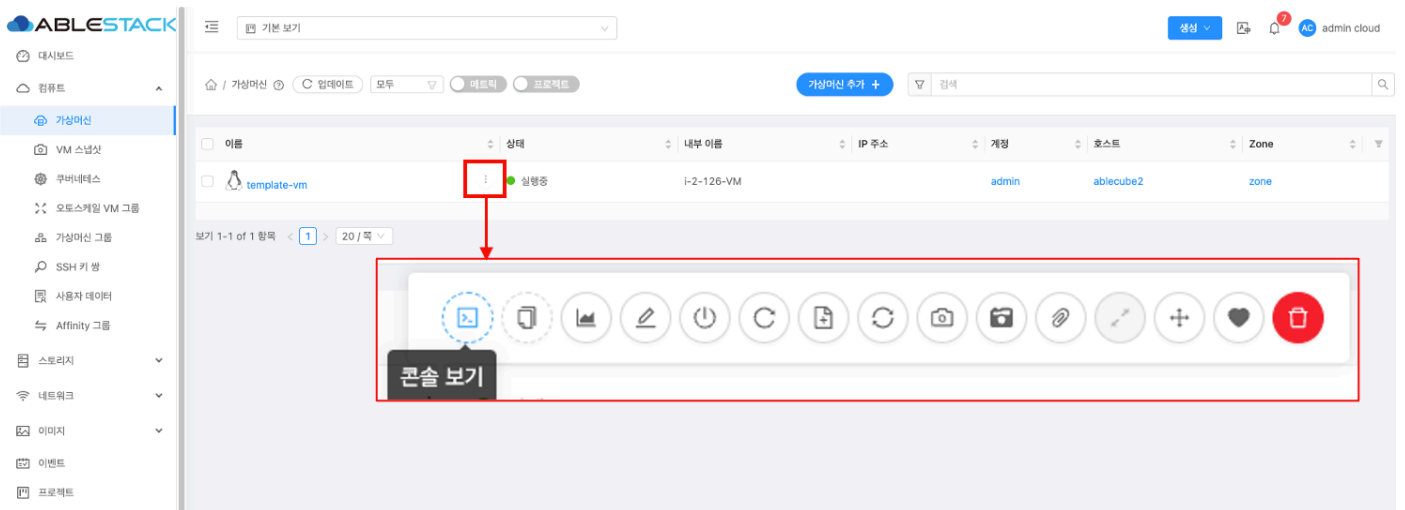 ABLESTACK
기본 보기
생성
7
AC
admin cloud
대시보드
컴퓨트
가상머신
VM 스냅샷
쿠버네테스
오토스케일 VM 그룹
가상머신 그룹
SSH 키 쌍
사용자 데이터
Affinity 그룹
스토리지
네트워크
이미지
이벤트
프로젝트
/ 가상머신
업데이트
모두
메트릭
프로젝트
가상머신 추가 +
검색
이름 상태 내부 이름 IP 주소 계정 호스트 Zone
template-vm 실행중 i-2-126-VM admin ablecube2 zone
보기 1-1 of 1 항목 < 1 > 20 / 쪽
콘솔 보기